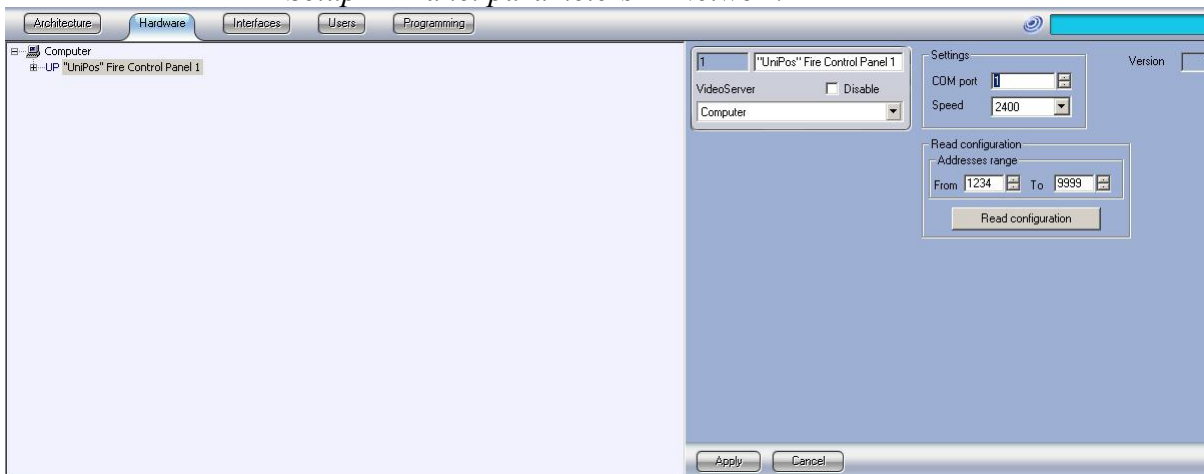 Architecture Hardware Interfaces Users Programming
Computer
UP "UniPos" Fire Control Panel 1
1 "UniPos" Fire Control Panel 1
VideoServer Disable
Computer
Settings
COM port 1
Speed 2400
Version
Read configuration
Addresses range
From 1234 To 9999
Read configuration
Apply Cancel